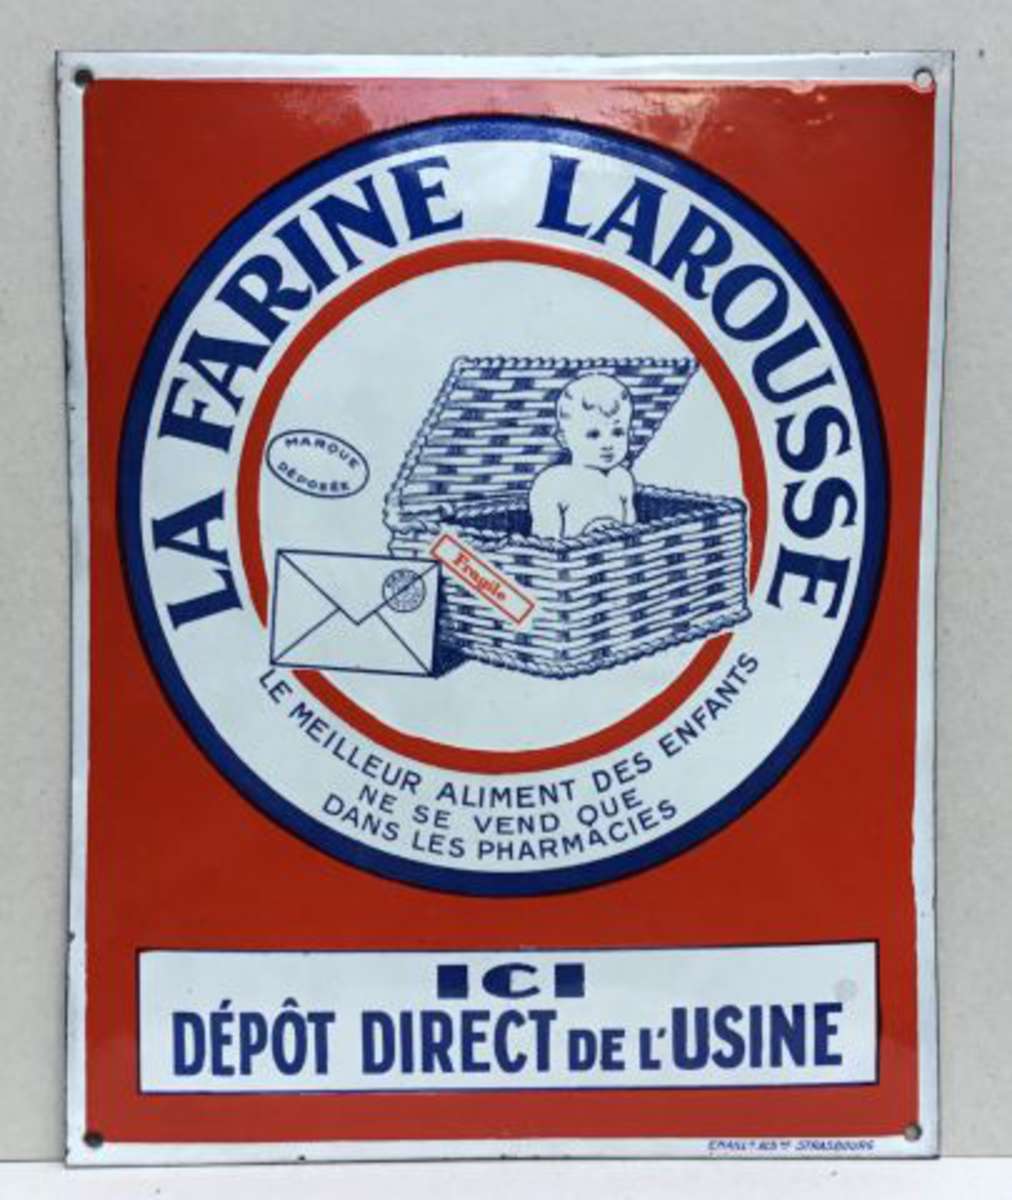 LA FARINE LAROUSSE
MARQUE
DÉPOSÉE
Fragile
LE MEILLEUR ALIMENT DES ENFANTS
NE SE VEND QUE
DANS LES PHARMACIES
ICI
DÉPÔT DIRECT DE L'USINE
STRASBOURG